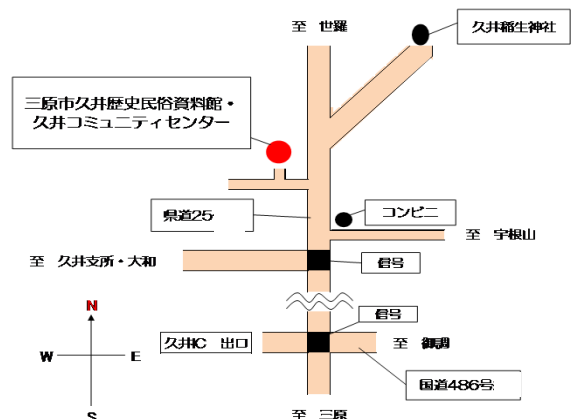 至 世羅
久井稲生神社
三原市久井歴史民俗資料館・
久井コミュニティセンター
県道25
コンビニ
至 宇根山
至 久井支所・大和
信号
信号
久井IC 出口
至 御調
国道486号
至 三原
N
W
E
S